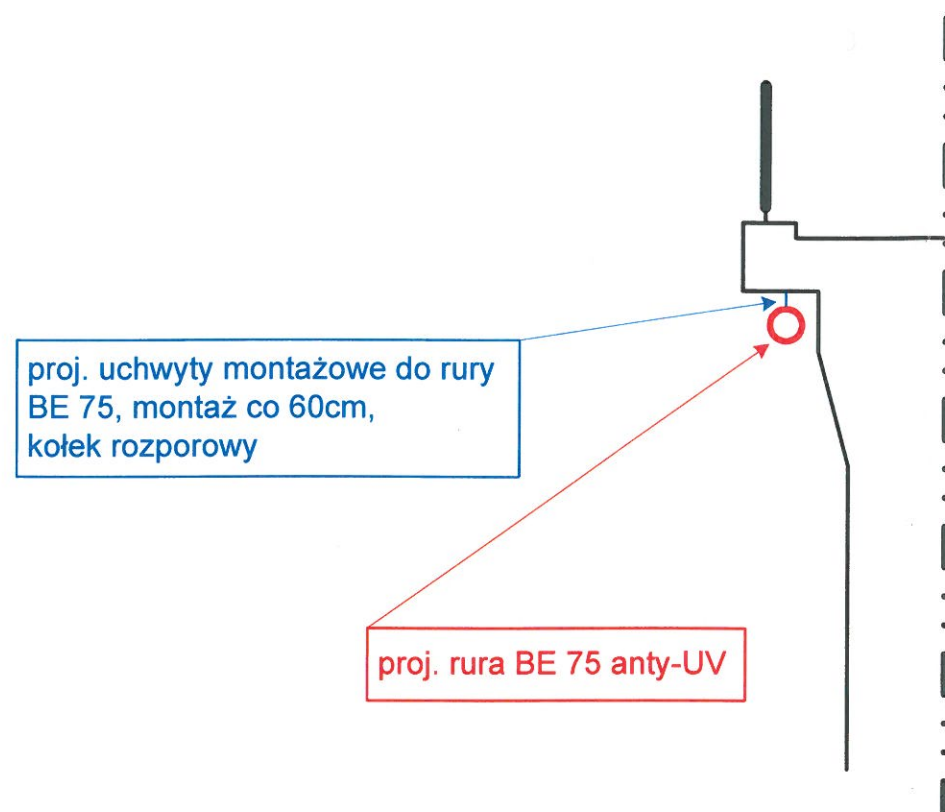 proj. uchwyty montażowe do rury
BE 75, montaż co 60cm,
kołek rozporowy
proj. rura BE 75 anty-UV